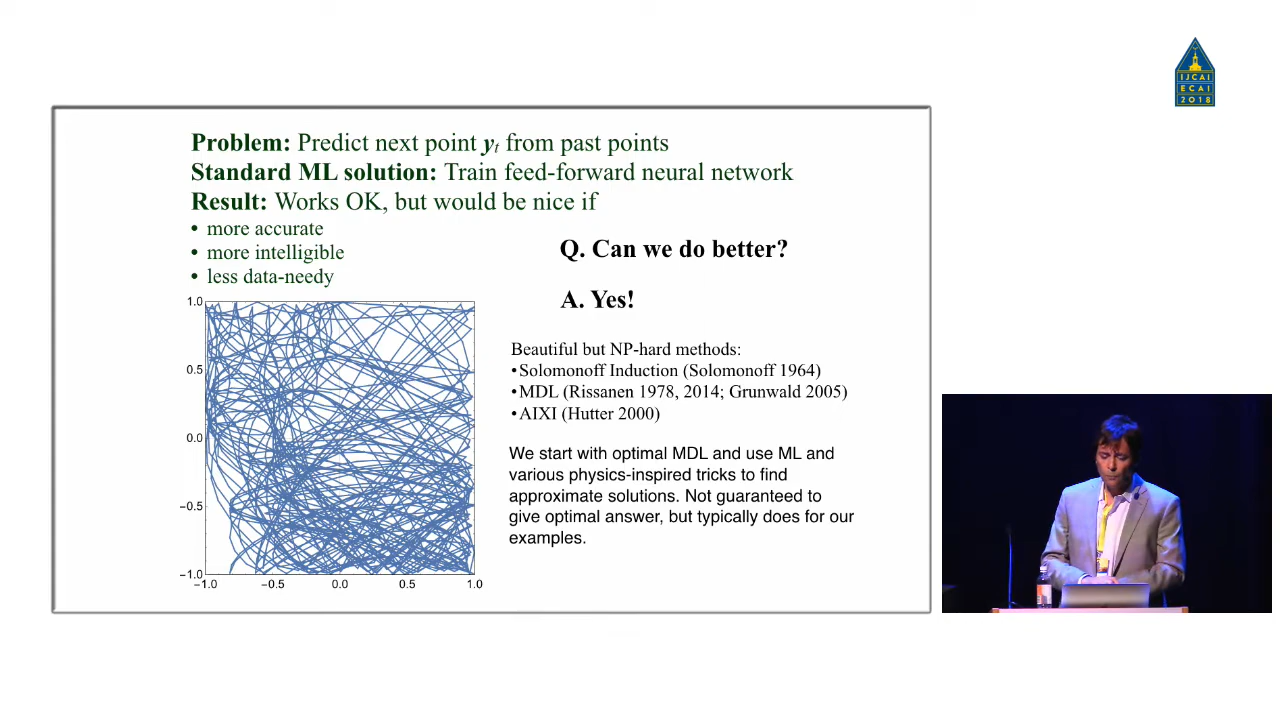 IJCAI
ECAI
2018
Problem: Predict next point yt from past points
Standard ML solution: Train feed-forward neural network
Result: Works OK, but would be nice if
• more accurate
• more intelligible
• less data-needy
Q. Can we do better?
A. Yes!
Beautiful but NP-hard methods:
•Solomonoff Induction (Solomonoff 1964)
•MDL (Rissanen 1978, 2014; Grunwald 2005)
•AIXI (Hutter 2000)
We start with optimal MDL and use ML and
various physics-inspired tricks to find
approximate solutions. Not guaranteed to
give optimal answer, but typically does for our
examples.
1.0
0.5
0.0
−0.5
−1.0
−1.0 −0.5 0.0 0.5 1.0